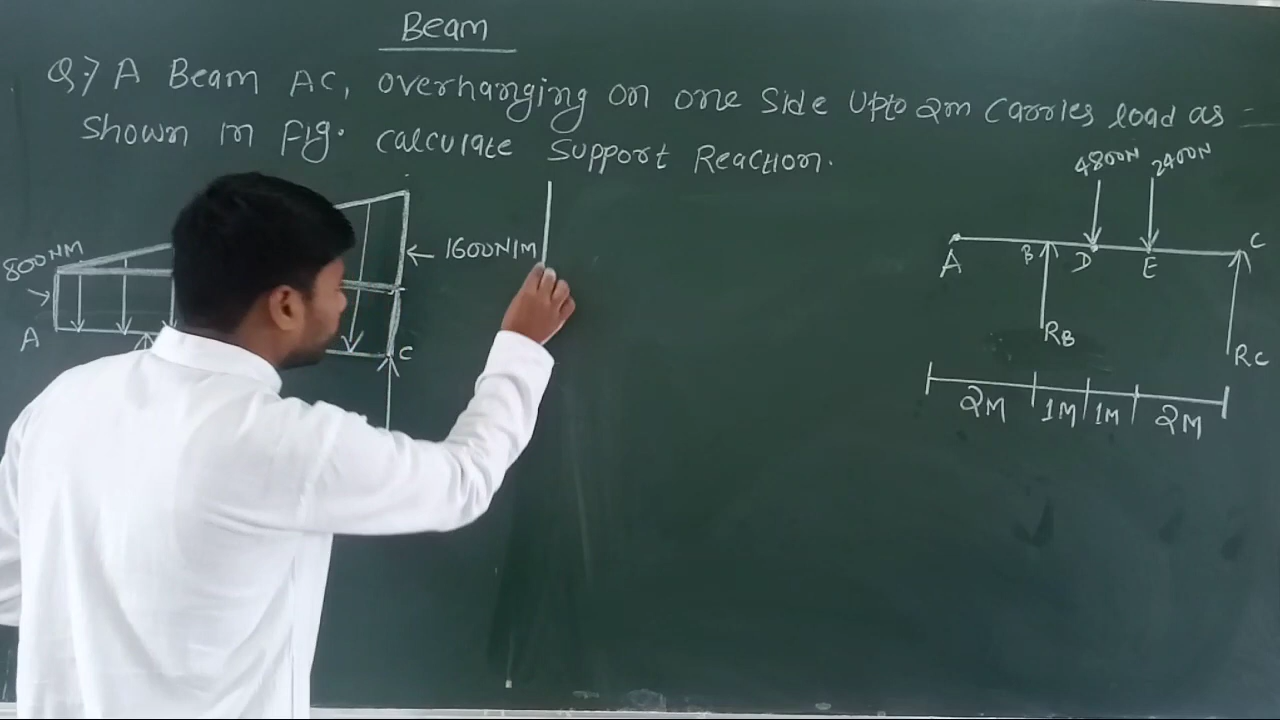 Beam
Q.7 A Beam AC, overhanging on one Side Upto 2m Carries load as
Shown in Fig. calculate Support Reaction.
4800N 2400N
800NM
1600N/M
A
C
A B D E C
RB
RC
2M 1M 1M 2M